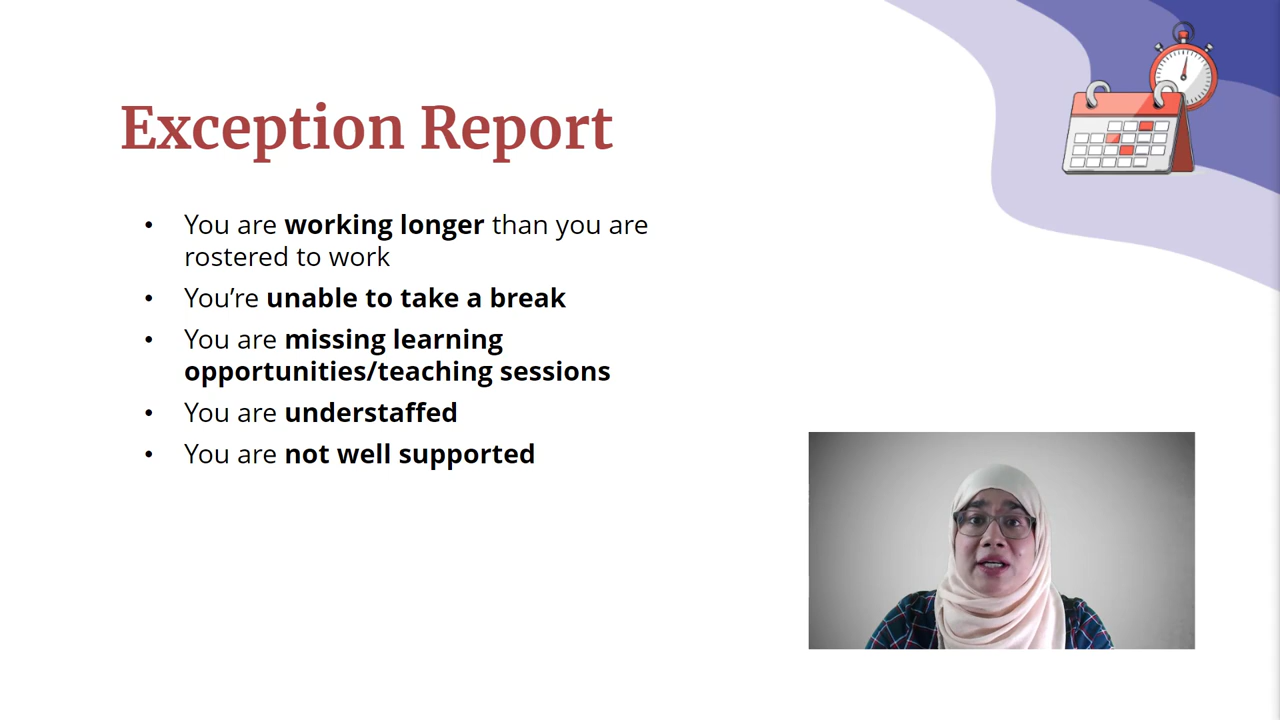 Exception Report
• You are working longer than you are
rostered to work
• You’re unable to take a break
• You are missing learning
opportunities/teaching sessions
• You are understaffed
• You are not well supported